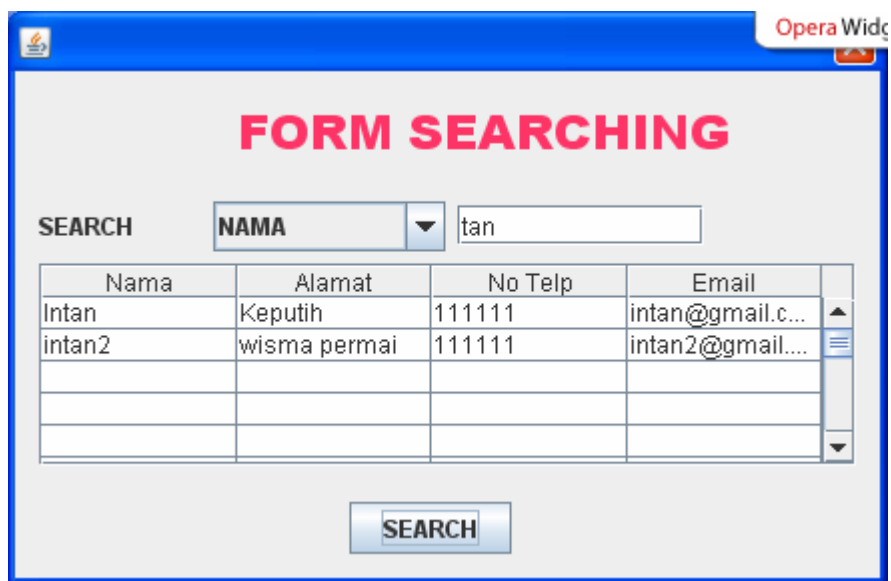 Opera Widg
FORM SEARCHING
SEARCH NAMA tan
Nama Alamat No Telp Email
Intan Keputih 111111 intan@gmail.c...
intan2 wisma permai 111111 intan2@gmail....
SEARCH